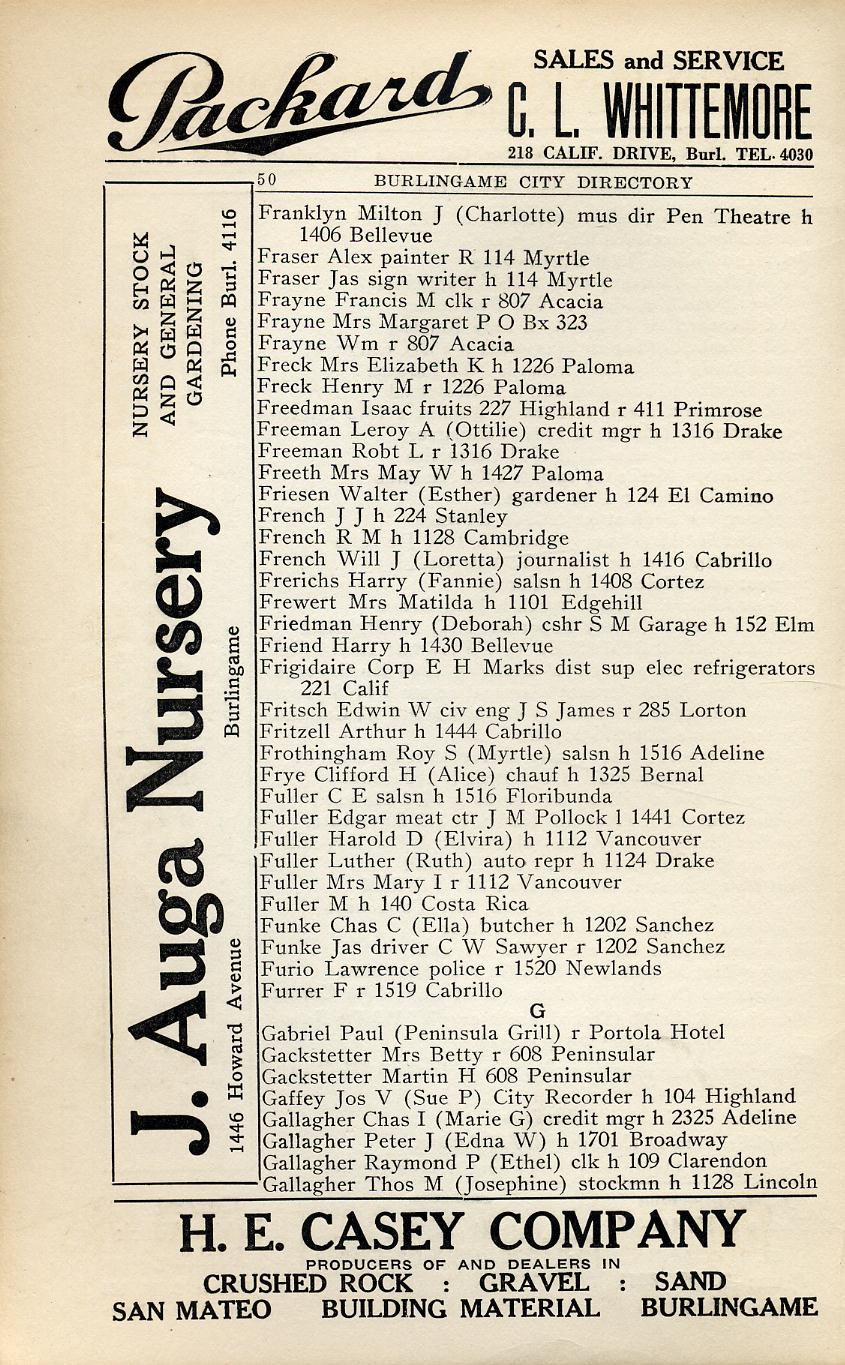 Packard
SALES and SERVICE
C. L. WHITTEMORE
218 CALIF. DRIVE, Burl. TEL. 4030
50 BURLINGAME CITY DIRECTORY
J. Auga Nursery
NURSERY STOCK
AND GENERAL
GARDENING
1446 Howard Avenue Burlingame Phone Burl. 4116
Franklyn Milton J (Charlotte) mus dir Pen Theatre h
1406 Bellevue
Fraser Alex painter R 114 Myrtle
Fraser Jas sign writer h 114 Myrtle
Frayne Francis M clk r 807 Acacia
Frayne Mrs Margaret P O Bx 323
Frayne Wm r 807 Acacia
Freck Mrs Elizabeth K h 1226 Paloma
Freck Henry M r 1226 Paloma
Freedman Isaac fruits 227 Highland r 411 Primrose
Freeman Leroy A (Ottilie) credit mgr h 1316 Drake
Freeman Robt L r 1316 Drake
Freeth Mrs May W h 1427 Paloma
Friesen Walter (Esther) gardener h 124 El Camino
French J J h 224 Stanley
French R M h 1128 Cambridge
French Will J (Loretta) journalist h 1416 Cabrillo
Frerichs Harry (Fannie) salsn h 1408 Cortez
Frewert Mrs Matilda h 1101 Edgehill
Friedman Henry (Deborah) cshr S M Garage h 152 Elm
Friend Harry h 1430 Bellevue
Frigidaire Corp E H Marks dist sup elec refrigerators
221 Calif
Fritsch Edwin W civ eng J S James r 285 Lorton
Fritzell Arthur h 1444 Cabrillo
Frothingham Roy S (Myrtle) salsn h 1516 Adeline
Frye Clifford H (Alice) chauf h 1325 Bernal
Fuller C E salsn h 1516 Floribunda
Fuller Edgar meat ctr J M Pollock l 1441 Cortez
Fuller Harold D (Elvira) h 1112 Vancouver
Fuller Luther (Ruth) auto repr h 1124 Drake
Fuller Mrs Mary I r 1112 Vancouver
Fuller M h 140 Costa Rica
Funke Chas C (Ella) butcher h 1202 Sanchez
Funke Jas driver C W Sawyer r 1202 Sanchez
Furio Lawrence police r 1520 Newlands
Furrer F r 1519 Cabrillo
G
Gabriel Paul (Peninsula Grill) r Portola Hotel
Gackstetter Mrs Betty r 608 Peninsular
Gackstetter Martin H 608 Peninsular
Gaffey Jos V (Sue P) City Recorder h 104 Highland
Gallagher Chas I (Marie G) credit mgr h 2325 Adeline
Gallagher Peter J (Edna W) h 1701 Broadway
Gallagher Raymond P (Ethel) clk h 109 Clarendon
Gallagher Thos M (Josephine) stockmn h 1128 Lincoln
H. E. CASEY COMPANY
PRODUCERS OF AND DEALERS IN
CRUSHED ROCK : GRAVEL : SAND
SAN MATEO BUILDING MATERIAL BURLINGAME